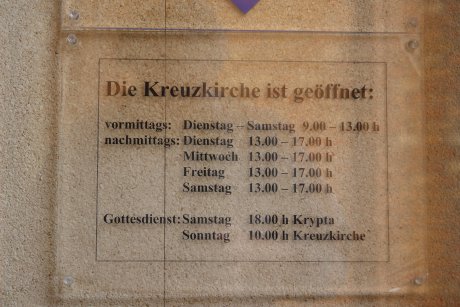 Die Kreuzkirche ist geöffnet:
vormittags: Dienstag – Samstag 9.00 – 13.00 h
nachmittags: Dienstag 13.00 – 17.00 h
Mittwoch 13.00 – 17.00 h
Freitag 13.00 – 17.00 h
Samstag 13.00 – 17.00 h
Gottesdienst: Samstag 18.00 h Krypta
Sonntag 10.00 h Kreuzkirche